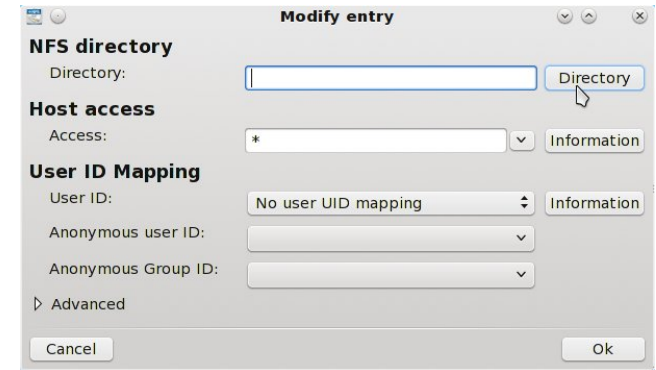 Modify entry
NFS directory
Directory: Directory
Host access
Access: * Information
User ID Mapping
User ID: No user UID mapping Information
Anonymous user ID:
Anonymous Group ID:
Advanced
Cancel Ok